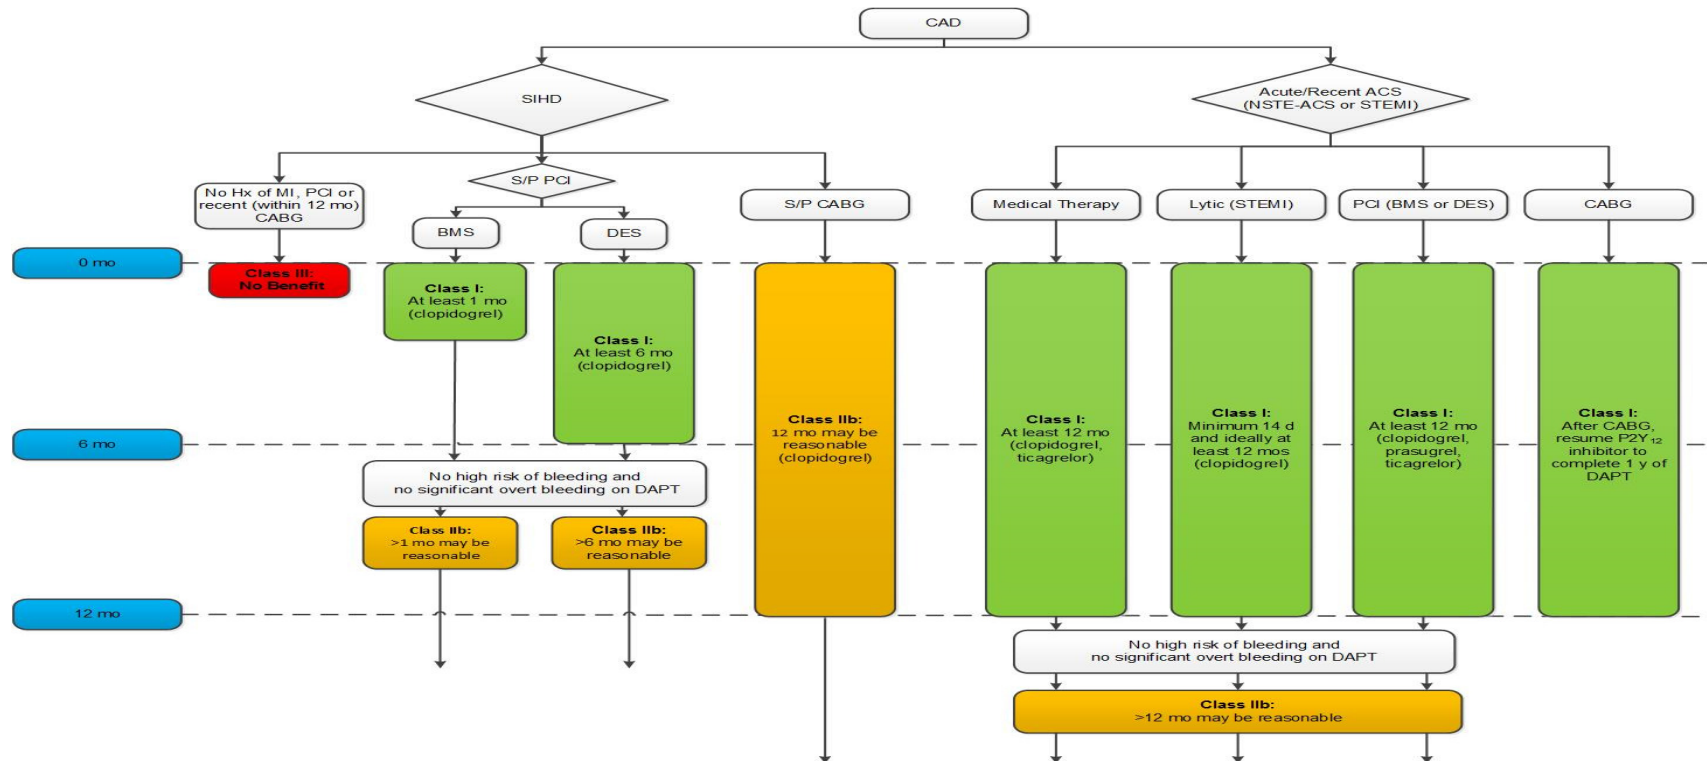 CAD
SIHD
Acute/Recent ACS
(NSTE-ACS or STEMI)
No Hx of MI, PCI or
recent (within 12 mo)
CABG
S/P PCI
S/P CABG
Medical Therapy
Lytic (STEMI)
PCI (BMS or DES)
CABG
BMS
DES
0 mo
Class III:
No Benefit
Class I:
At least 1 mo
(clopidogrel)
Class I:
At least 6 mo
(clopidogrel)
Class IIb:
12 mo may be
reasonable
(clopidogrel)
Class I:
At least 12 mo
(clopidogrel,
ticagrelor)
Class I:
Minimum 14 d
and ideally at
least 12 mos
(clopidogrel)
Class I:
At least 12 mo
(clopidogrel,
prasugrel,
ticagrelor)
Class I:
After CABG,
resume P2Y₁₂
inhibitor to
complete 1 y of
DAPT
6 mo
No high risk of bleeding and
no significant overt bleeding on DAPT
Class IIb:
>1 mo may be
reasonable
Class IIb:
>6 mo may be
reasonable
12 mo
No high risk of bleeding and
no significant overt bleeding on DAPT
Class IIb:
>12 mo may be reasonable